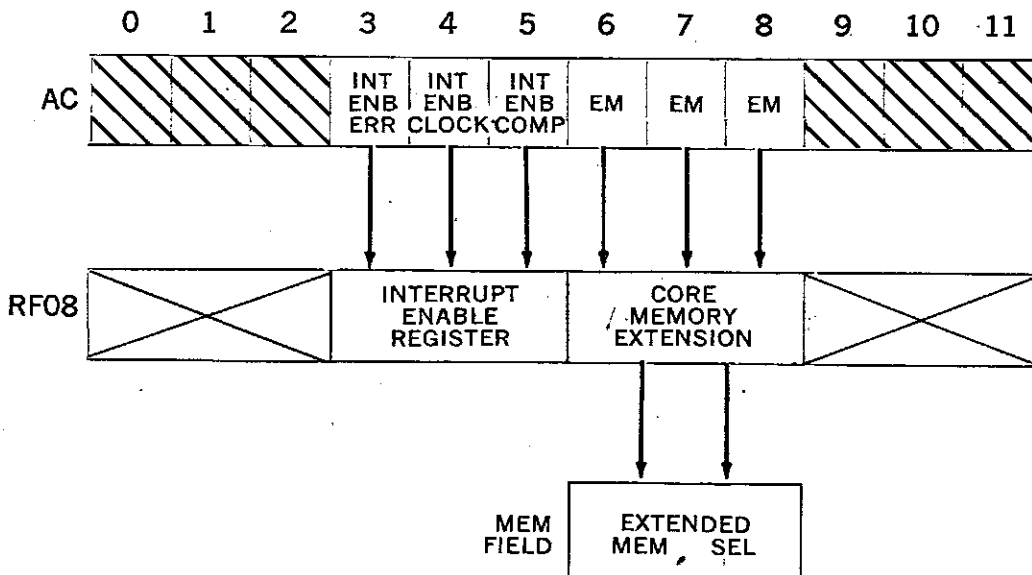 0 1 2 3 4 5 6 7 8 9 10 11
AC
INT ENB ERR
INT ENB CLOCK
INT ENB COMP
EM
EM
EM
RF08
INTERRUPT
ENABLE
REGISTER
CORE
MEMORY
EXTENSION
MEM
FIELD
EXTENDED
MEM SEL